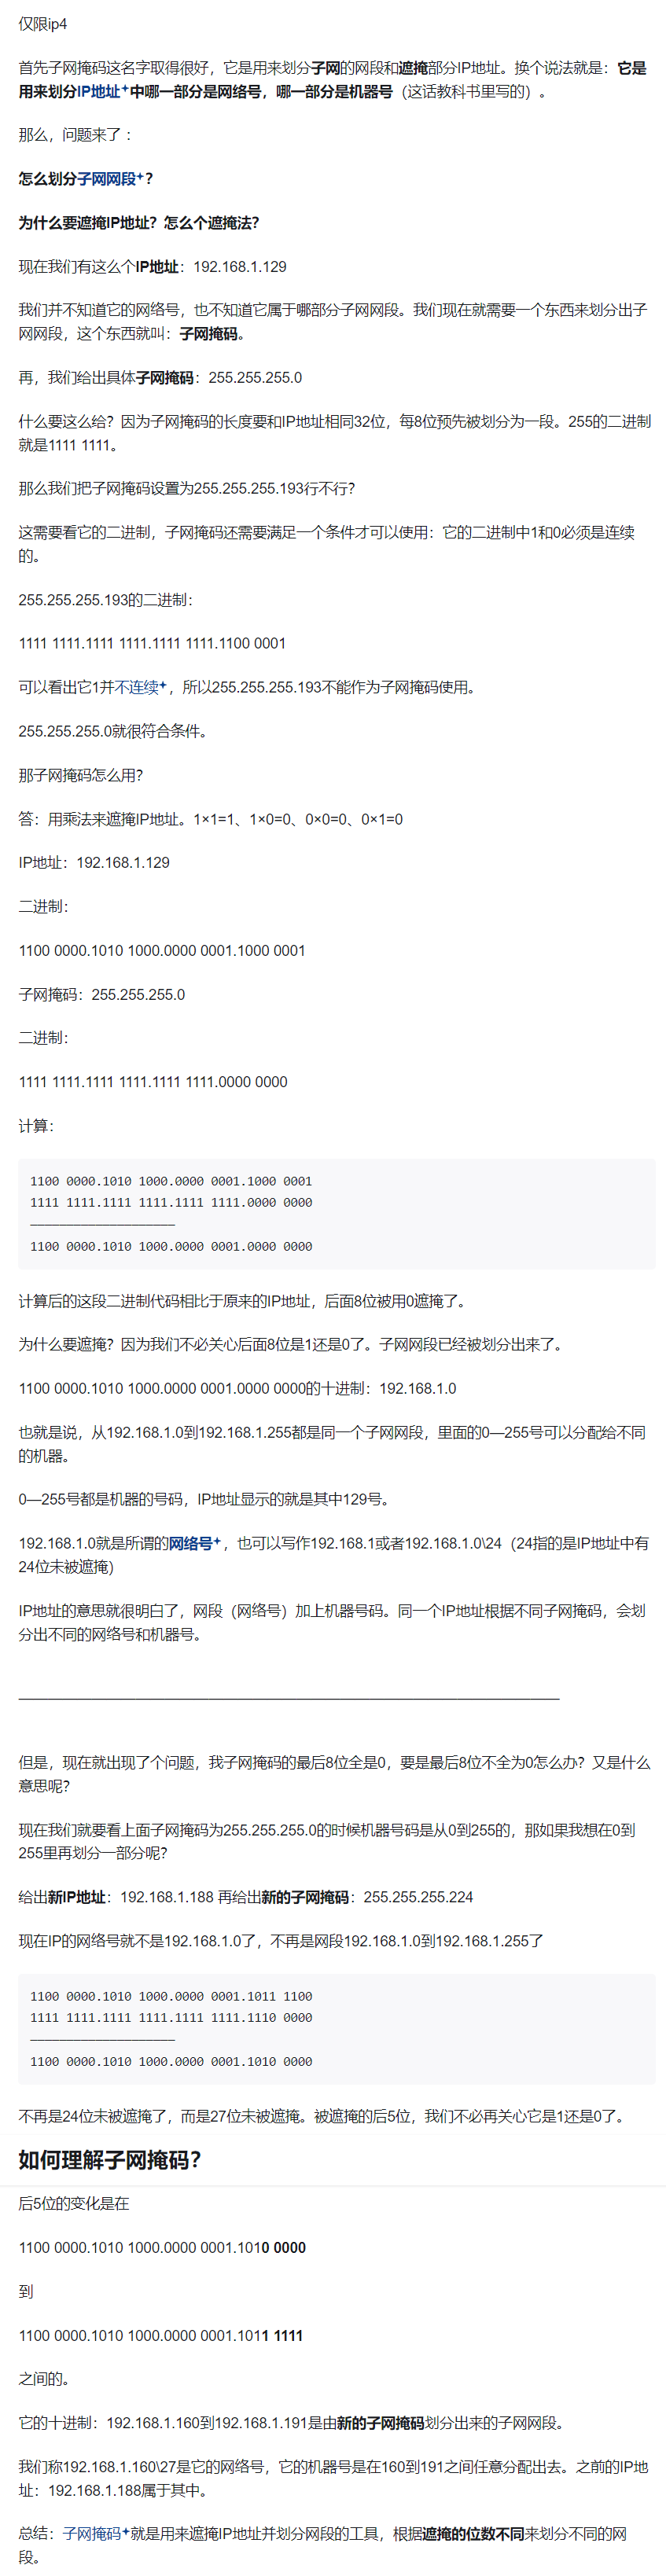 仅限ip4
首先子网掩码这名字取得很好，它是用来划分子网的网段和遮掩部分IP地址。换个说法就是：它是
用来划分IP地址中哪一部分是网络号，哪一部分是机器号（这话教科书里写的）。
那么，问题来了 :
怎么划分子网网段？
为什么要遮掩IP地址？怎么个遮掩法？
现在我们有这么个IP地址：192.168.1.129
我们并不知道它的网络号，也不知道它属于哪部分子网网段。我们现在就需要一个东西来划分出子
网网段，这个东西就叫：子网掩码。
再，我们给出具体子网掩码：255.255.255.0
什么要这么给？因为子网掩码的长度要和IP地址相同32位，每8位预先被划分为一段。255的二进制
就是1111 1111。
那么我们把子网掩码设置为255.255.255.193行不行？
这需要看它的二进制，子网掩码还需要满足一个条件才可以使用：它的二进制中1和0必须是连续
的。
255.255.255.193的二进制：
1111 1111.1111 1111.1111 1111.1100 0001
可以看出它1并不连续，所以255.255.255.193不能作为子网掩码使用。
255.255.255.0就很符合条件。
那子网掩码怎么用？
答：用乘法来遮掩IP地址。1×1=1、1×0=0、0×0=0、0×1=0
IP地址：192.168.1.129
二进制：
1100 0000.1010 1000.0000 0001.1000 0001
子网掩码：255.255.255.0
二进制：
1111 1111.1111 1111.1111 1111.0000 0000
计算：
1100 0000.1010 1000.0000 0001.1000 0001
1111 1111.1111 1111.1111 1111.0000 0000
————————————————————
1100 0000.1010 1000.0000 0001.0000 0000
计算后的这段二进制代码相比于原来的IP地址，后面8位被用0遮掩了。
为什么要遮掩？因为我们不必关心后面8位是1还是0了。子网网段已经被划分出来了。
1100 0000.1010 1000.0000 0001.0000 0000的十进制：192.168.1.0
也就是说，从192.168.1.0到192.168.1.255都是同一个子网网段，里面的0—255号可以分配给不同
的机器。
0—255号都是机器的号码，IP地址显示的就是其中129号。
192.168.1.0就是所谓的网络号，也可以写作192.168.1或者192.168.1.0\24（24指的是IP地址中有
24位未被遮掩）
IP地址的意思就很明白了，网段（网络号）加上机器号码。同一个IP地址根据不同子网掩码，会划
分出不同的网络号和机器号。
但是，现在就出现了个问题，我子网掩码的最后8位全是0，要是最后8位不全为0怎么办？又是什么
意思呢？
现在我们就要看上面子网掩码为255.255.255.0的时候机器号码是从0到255的，那如果我想在0到
255里再划分一部分呢？
给出新IP地址：192.168.1.188 再给出新的子网掩码：255.255.255.224
现在IP的网络号就不是192.168.1.0了，不再是网段192.168.1.0到192.168.1.255了
1100 0000.1010 1000.0000 0001.1011 1100
1111 1111.1111 1111.1111 1111.1110 0000
————————————————————
1100 0000.1010 1000.0000 0001.1010 0000
不再是24位未被遮掩了，而是27位未被遮掩。被遮掩的后5位，我们不必再关心它是1还是0了。
如何理解子网掩码？
后5位的变化是在
1100 0000.1010 1000.0000 0001.1010 0000
到
1100 0000.1010 1000.0000 0001.1011 1111
之间的。
它的十进制：192.168.1.160到192.168.1.191是由新的子网掩码划分出来的子网网段。
我们称192.168.1.160\27是它的网络号，它的机器号是在160到191之间任意分配出去。之前的IP地
址：192.168.1.188属于其中。
总结：子网掩码就是用来遮掩IP地址并划分网段的工具，根据遮掩的位数不同来划分不同的网
段。